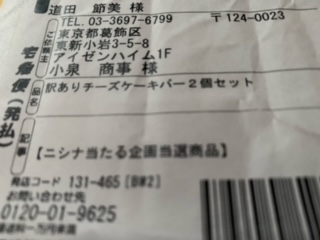 道田 節美 様
TEL. 03-3697-6799
〒124-0023
ご依頼主
東京都葛飾区
東新小岩3-5-8
アイゼンハイム1F
小泉 商事 様
宅急便(発払)
品名
訳ありチーズケーキバー2個セット
記事
【ニシナ当たる企画当選商品】
発店コード 131-465 [BW2]
お問い合わせ先
0120-01-9625